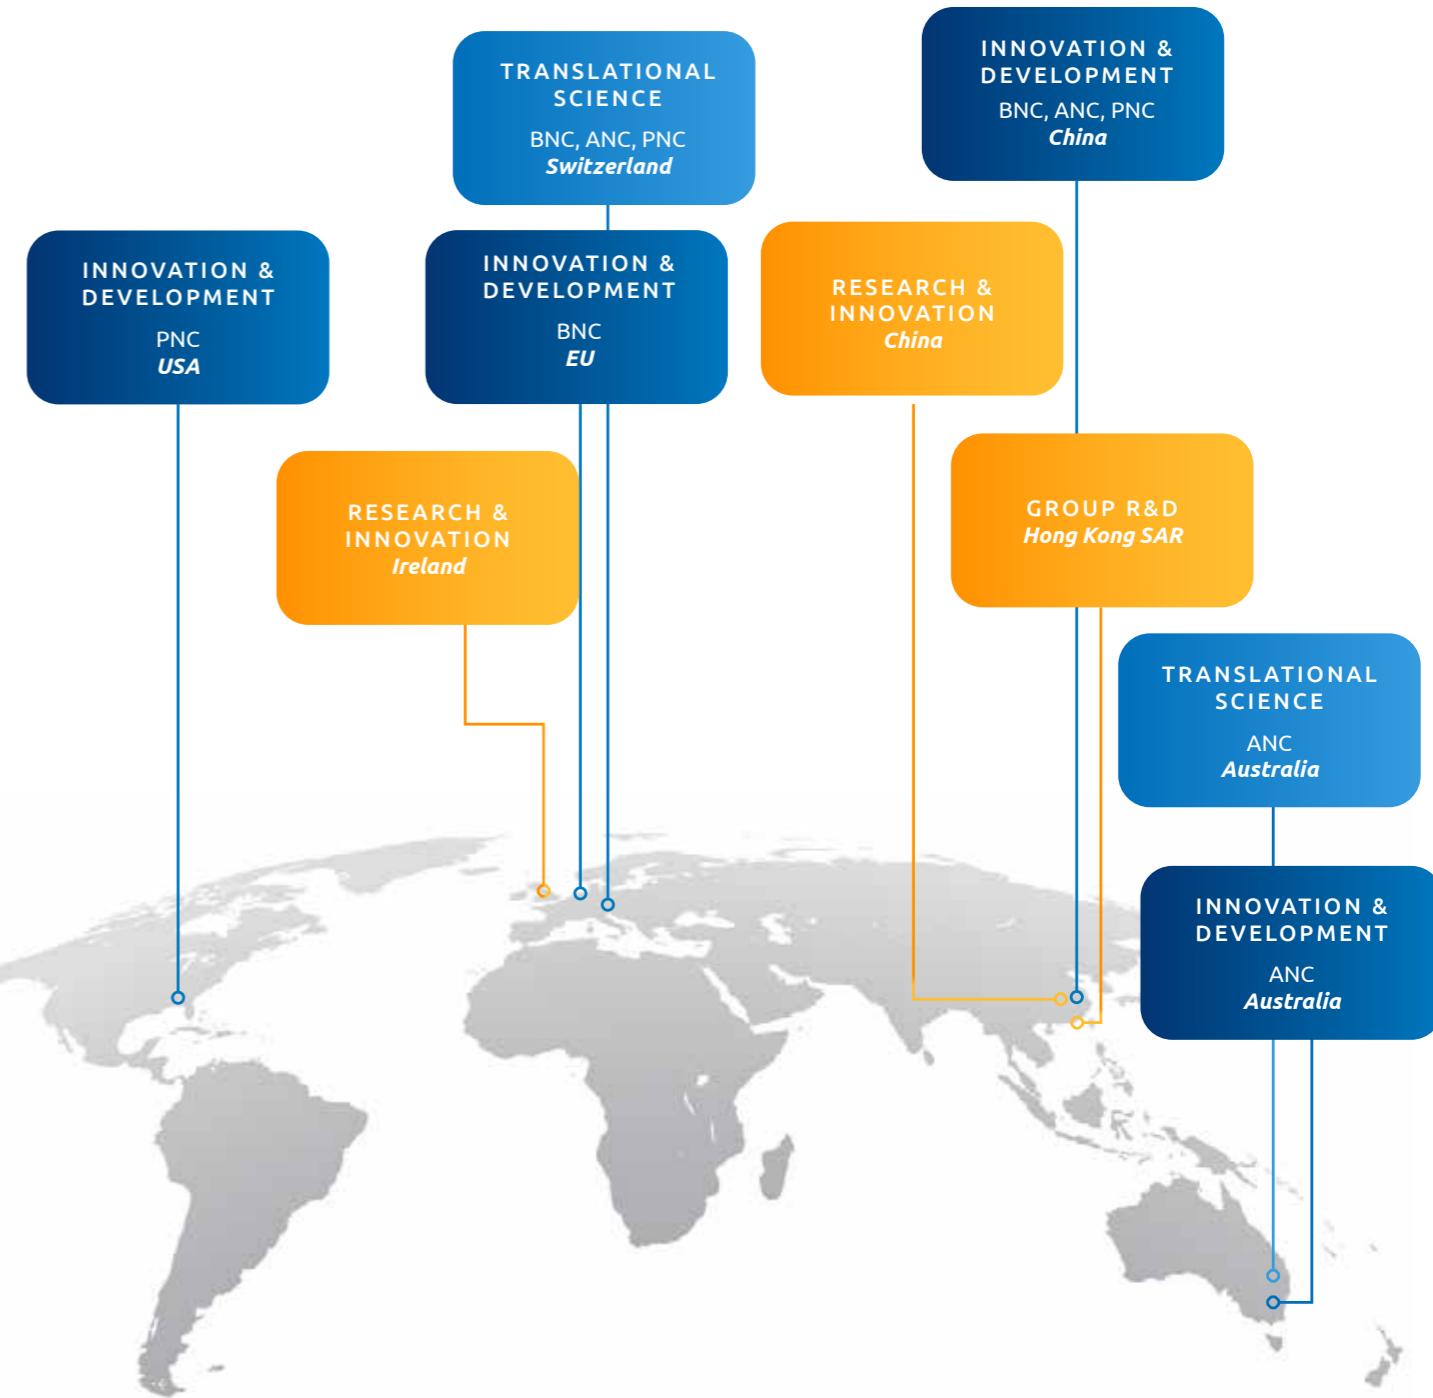 TRANSLATIONAL
SCIENCE
BNC, ANC, PNC
Switzerland
INNOVATION &
DEVELOPMENT
BNC, ANC, PNC
China
INNOVATION &
DEVELOPMENT
PNC
USA
INNOVATION &
DEVELOPMENT
BNC
EU
RESEARCH &
INNOVATION
China
RESEARCH &
INNOVATION
Ireland
GROUP R&D
Hong Kong SAR
TRANSLATIONAL
SCIENCE
ANC
Australia
INNOVATION &
DEVELOPMENT
ANC
Australia